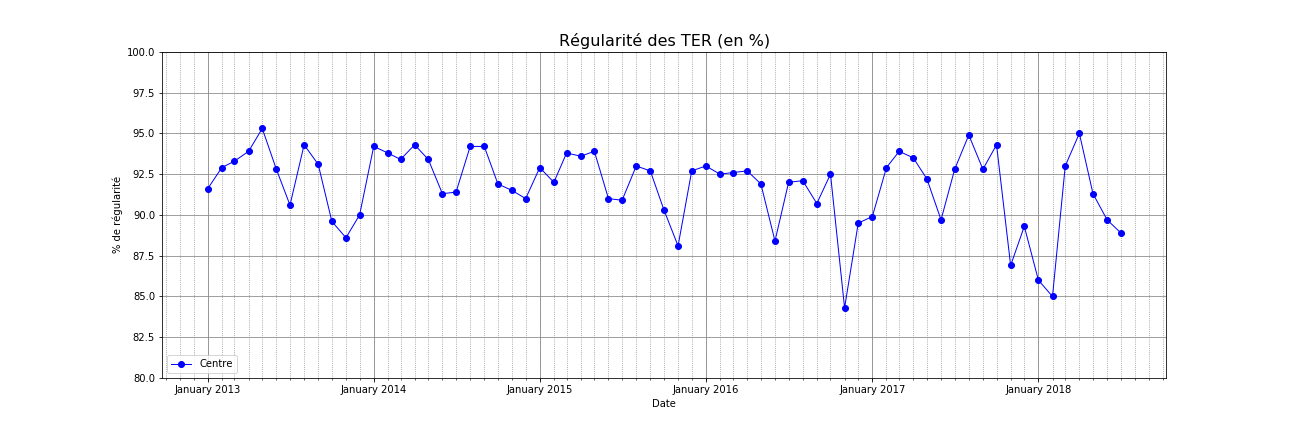 Régularité des TER (en %)
100.0
97.5
95.0
92.5
90.0
87.5
85.0
82.5
80.0
% de régularité
Centre
January 2013
January 2014
January 2015
January 2016
January 2017
January 2018
Date